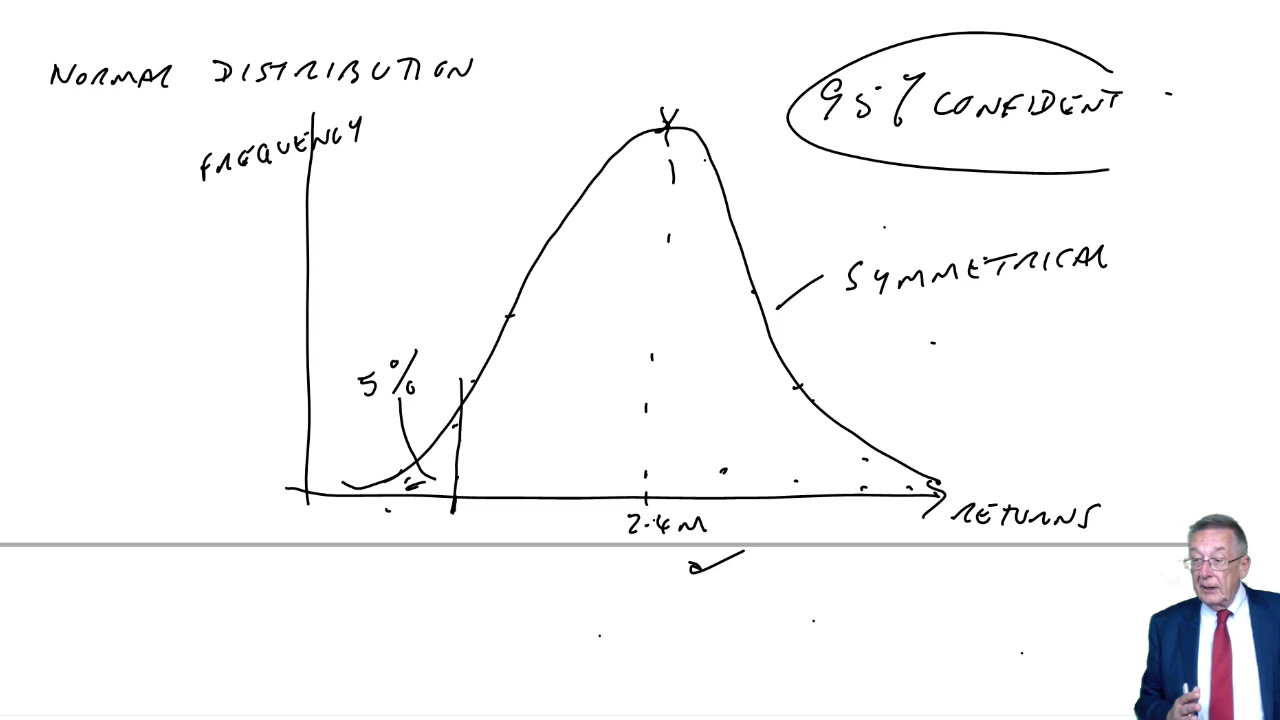 NORMAL DISTRIBUTION
95% CONFIDENT
FREQUENCY
SYMMETRICAL
5%
2.4M
RETURNS